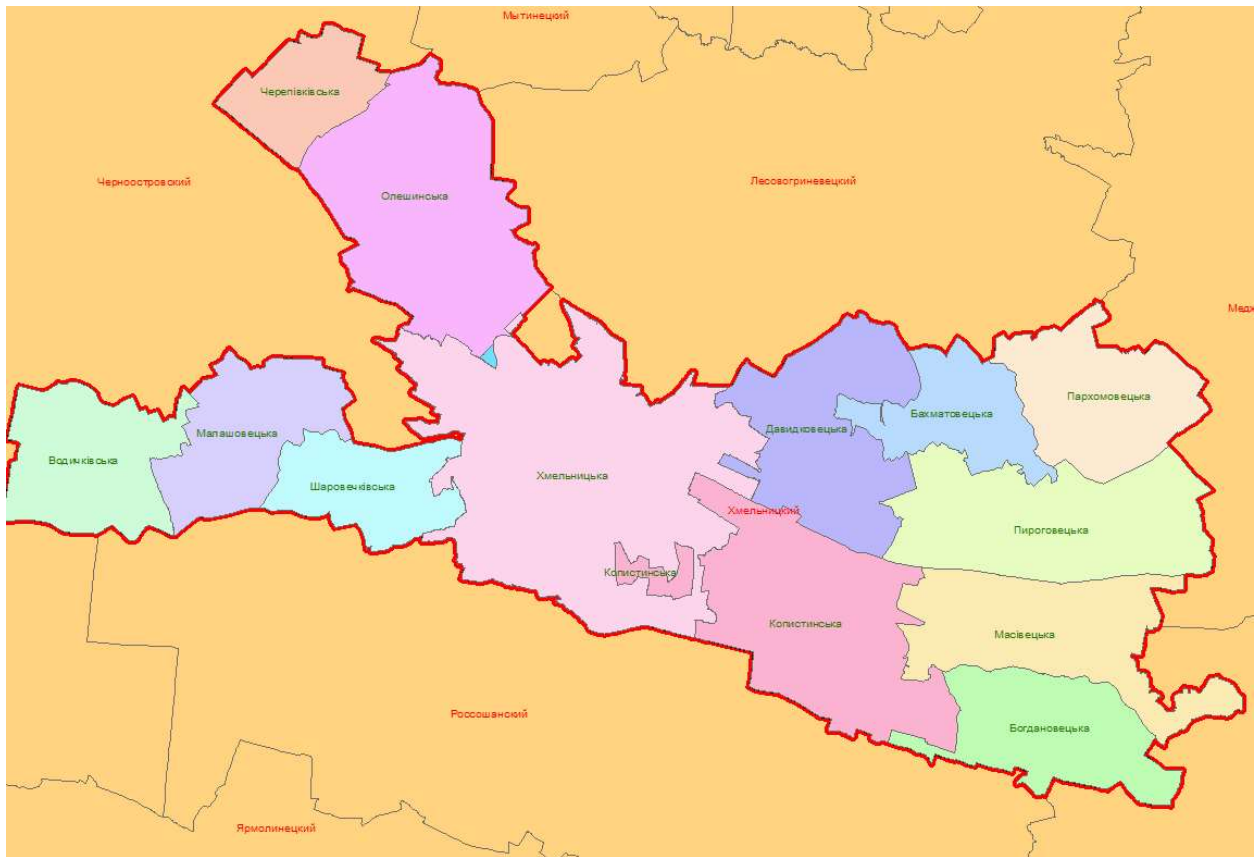 Мытинецкий
Черепівківська
Черноостровский
Лесовогриневецкий
Олешинська
Пархомовецька
Бахматовецька
Давидковецька
Малашовецька
Водичківська
Хмельницька
Шаровечківська
Хмельницкий
Пироговецька
Копистинська
Копистинська
Масівецька
Россошанский
Богдановецька
Ярмолинецкий